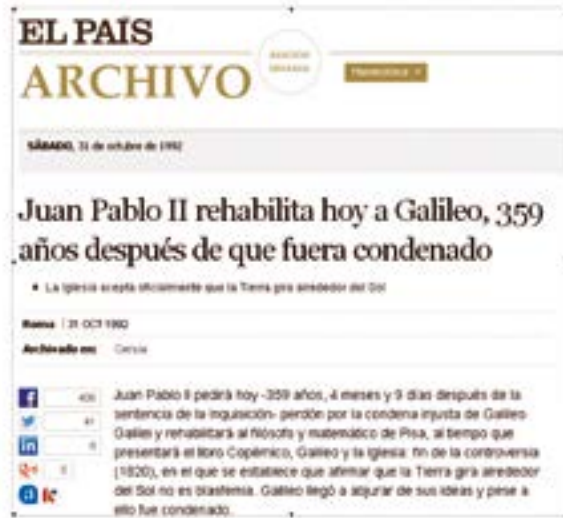 EL PAÍS
ARCHIVO
EDICIÓN
IMPRESA
Hemeroteca
SÁBADO, 31 de octubre de 1992
Juan Pablo II rehabilita hoy a Galileo, 359
años después de que fuera condenado
La Iglesia acepta oficialmente que la Tierra gira alrededor del Sol
Roma | 31 OCT 1992
Archivado en: Ciencia
Juan Pablo II pedirá hoy -359 años, 4 meses y 9 días después de la
sentencia de la Inquisición- perdón por la condena injusta de Galileo
Galilei y rehabilitará al filósofo y matemático de Pisa, al tiempo que
presentará el libro Copérnico, Galileo y la Iglesia: fin de la controversia
(1820), en el que se establece que afirmar que la Tierra gira alrededor
del Sol no es blasfemia. Galileo llegó a abjurar de sus ideas y pese a
ello fue condenado.